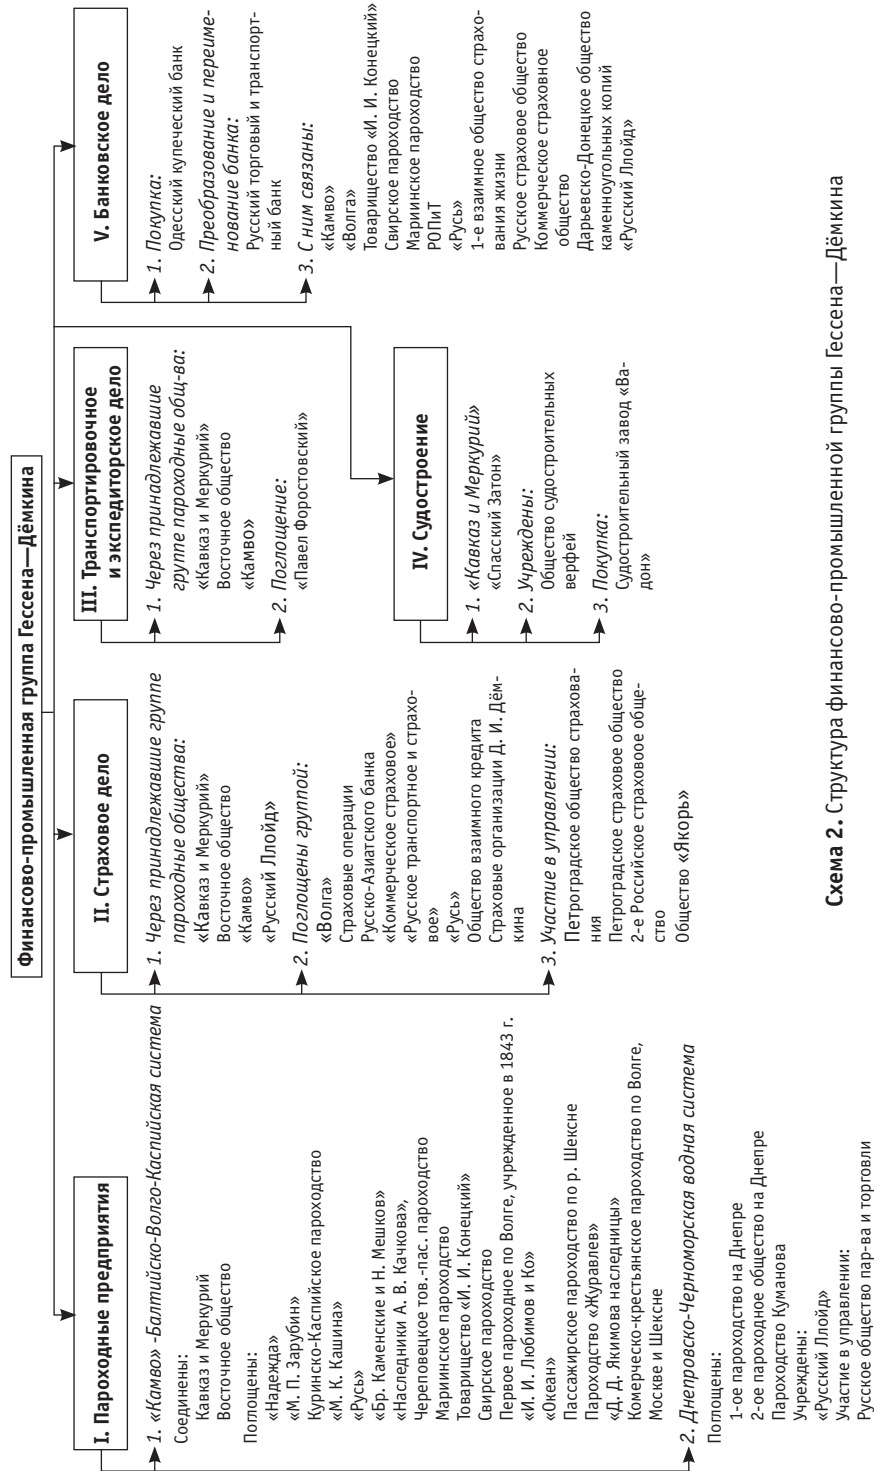 Финансово-промышленная группа Гессена—Дёмкина
I. Пароходные предприятия
1. «Камво» -Балтийско-Волго-Каспийская система
Соединены:
Кавказ и Меркурий
Восточное общество
Поглощены:
«Надежда»
«М. П. Зарубин»
Куринско-Каспийское пароходство
«М. К. Кашина»
«Русь»
«Бр. Каменские и Н. Мешков»
«Наследники А. В. Качкова»,
Череповецкое тов.-пас. пароходство
Мариинское пароходство
Товарищество «И. И. Конецкий»
Свирское пароходство
Первое пароходное по Волге, учрежденное в 1843 г.
«И. И. Любимов и Ко»
«Океан»
Пассажирское пароходство по р. Шексне
Пароходство «Журавлев»
«Д. Д. Якимова наследницы»
Комерческо-крестьянское пароходство по Волге,
Москве и Шексне
2. Днепровско-Черноморская водная система
Поглощены:
1-ое пароходство на Днепре
2-ое пароходное общество на Днепре
Пароходство Куманова
Учреждены:
«Русский Ллойд»
Участие в управлении:
Русское общество пар-ва и торговли
II. Страховое дело
1. Через принадлежавшие группе
пароходные общества:
«Кавказ и Меркурий»
Восточное общество
«Камво»
«Русский Ллойд»
2. Поглощены группой:
«Волга»
Страховые операции
Русско-Азиатского банка
«Коммерческое страховое»
«Русское транспортное и страхо-
вое»
«Русь»
Общество взаимного кредита
Страховые организации Д. И. Дём-
кина
3. Участие в управлении:
Петроградское общество страхова-
ния
Петроградское страховое общество
2-е Российское страховоое обще-
ство
Общество «Якорь»
III. Транспортировочное
и экспедиторское дело
1. Через принадлежавшие
группе пароходные общ-ва:
«Кавказ и Меркурий»
Восточное общество
«Камво»
2. Поглощение:
«Павел Форостовский»
IV. Судостроение
1. «Кавказ и Меркурий»
«Спасский Затон»
2. Учреждены:
Общество судостроительных
верфей
3. Покупка:
Судостроительный завод «Ва-
дон»
V. Банковское дело
1. Покупка:
Одесский купеческий банк
2. Преобразование и переиме-
нование банка:
Русский торговый и транспорт-
ный банк
3. С ним связаны:
«Камво»
«Волга»
Товарищество «И. И. Конецкий»
Свирское пароходство
Мариинское пароходство
РОПиТ
«Русь»
1-е взаимное общество страхо-
вания жизни
Русское страховое общество
Коммерческое страховное
общество
Дарьевско-Донецкое общество
каменноугольных копий
«Русский Ллойд»
Схема 2. Структура финансово-промышленной группы Гессена—Дёмкина